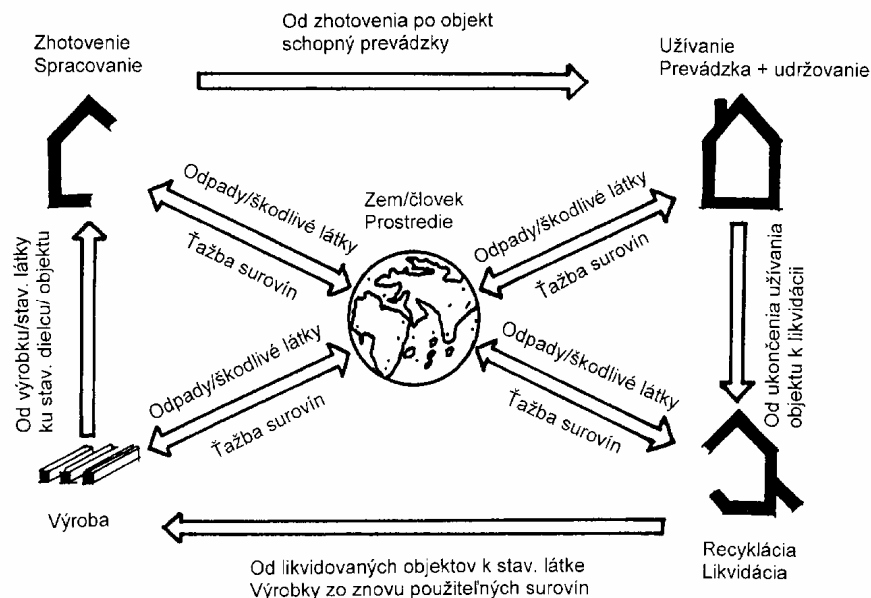 Zhotovenie
Spracovanie
Od zhotovenia po objekt
schopný prevádzky
Užívanie
Prevádzka + udržovanie
Odpady/škodlivé látky
Ťažba surovín
Zem/človek
Prostredie
Odpady/škodlivé látky
Ťažba surovín
Od výrobku/stav. látky
ku stav. dielcu/ objektu
Od ukončenia užívania
objektu k likvidácii
Odpady/škodlivé látky
Ťažba surovín
Odpady/škodlivé látky
Ťažba surovín
Výroba
Recyklácia
Likvidácia
Od likvidovaných objektov k stav. látke
Výrobky zo znovu použiteľných surovín